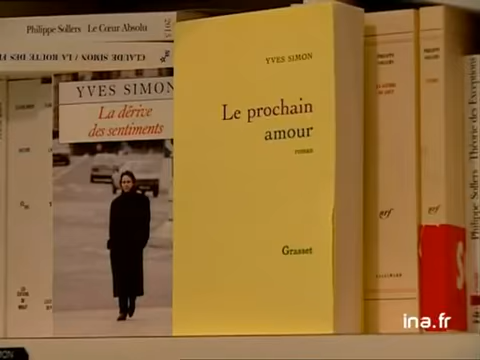 Philippe Sollers Le Cœur Absolu
CLAUDE SIMON / LA ROUTE DES
YVES SIMON
La dérive
des sentiments
YVES SIMON
Le prochain
amour
roman
Grasset
nrf
nrf
Philippe Sollers Théorie des Exceptions
ina.fr